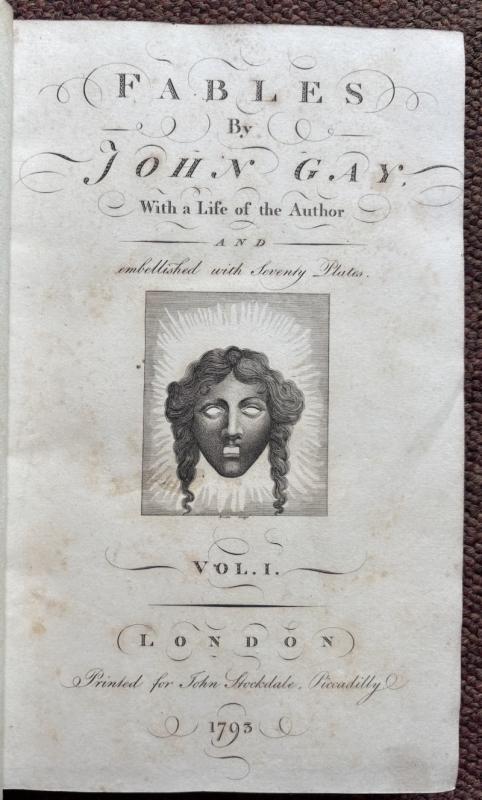 FABLES
By
JOHN GAY.
With a Life of the Author
AND
embellished with Seventy Plates.
VOL. I.
LONDON
Printed for John Stockdale, Piccadilly
1793